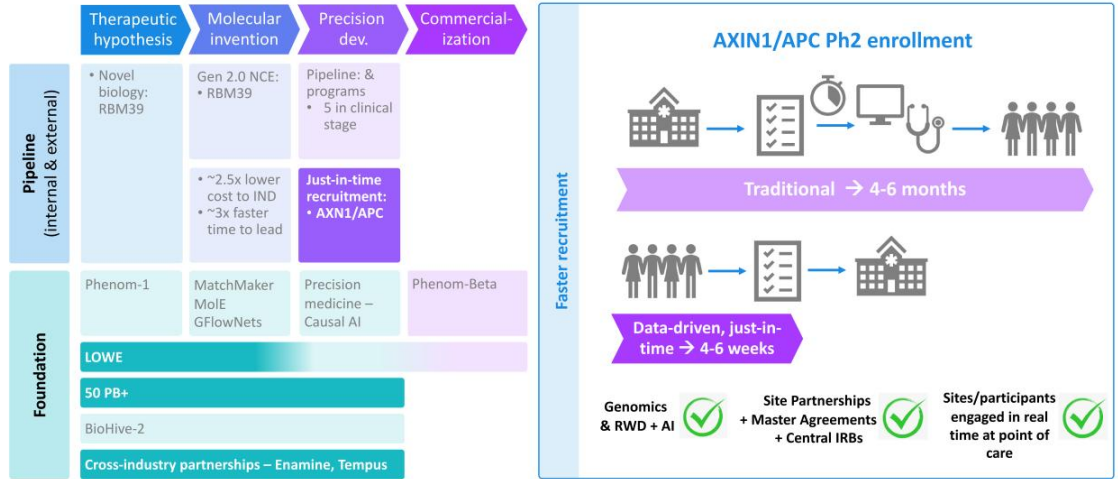 Therapeutic
hypothesis
Molecular
invention
Precision
dev.
Commercial-
ization
Pipeline
(internal & external)
• Novel
biology:
RBM39
Gen 2.0 NCE:
• RBM39
Pipeline: &
programs
• 5 in clinical
stage
• ~2.5x lower
cost to IND
• ~3x faster
time to lead
Just-in-time
recruitment:
• AXN1/APC
Foundation
Phenom-1
MatchMaker
MolE
GFlowNets
Precision
medicine –
Causal AI
Phenom-Beta
LOWE
50 PB+
BioHive-2
Cross-industry partnerships – Enamine, Tempus
Faster recruitment
AXIN1/APC Ph2 enrollment
Traditional → 4-6 months
Data-driven, just-in-
time → 4-6 weeks
Genomics
& RWD + AI
Site Partnerships
+ Master Agreements
+ Central IRBs
Sites/participants
engaged in real
time at point of
care